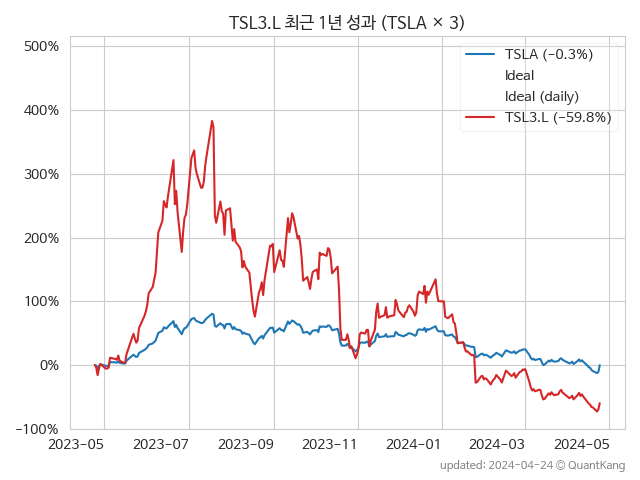 TSL3.L 최근 1년 성과 (TSLA × 3)
500%
400%
300%
200%
100%
0%
−100%
TSLA (−0.3%)
Ideal
Ideal (daily)
TSL3.L (−59.8%)
2023-05 2023-07 2023-09 2023-11 2024-01 2024-03 2024-05
updated: 2024-04-24 © QuantKang